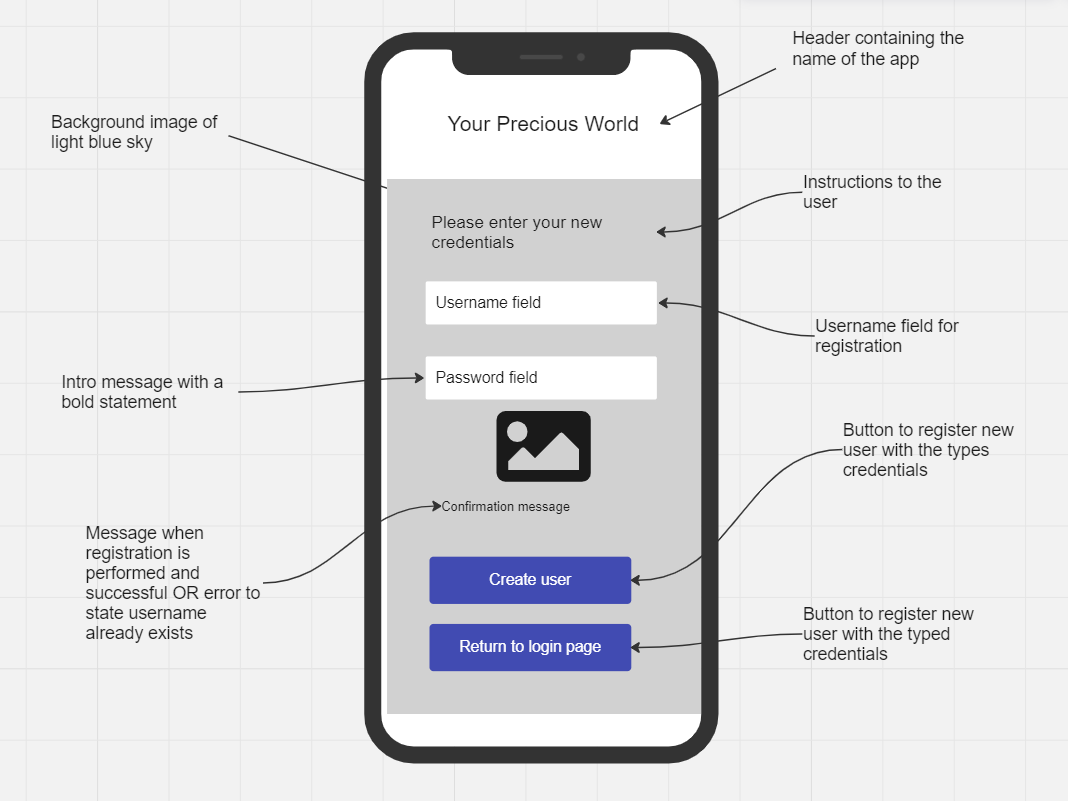 Header containing the
name of the app
Background image of
light blue sky
Your Precious World
Instructions to the
user
Please enter your new
credentials
Username field
Username field for
registration
Intro message with a
bold statement
Password field
Button to register new
user with the types
credentials
Confirmation message
Message when
registration is
performed and
successful OR error to
state username
already exists
Create user
Button to register new
user with the typed
credentials
Return to login page